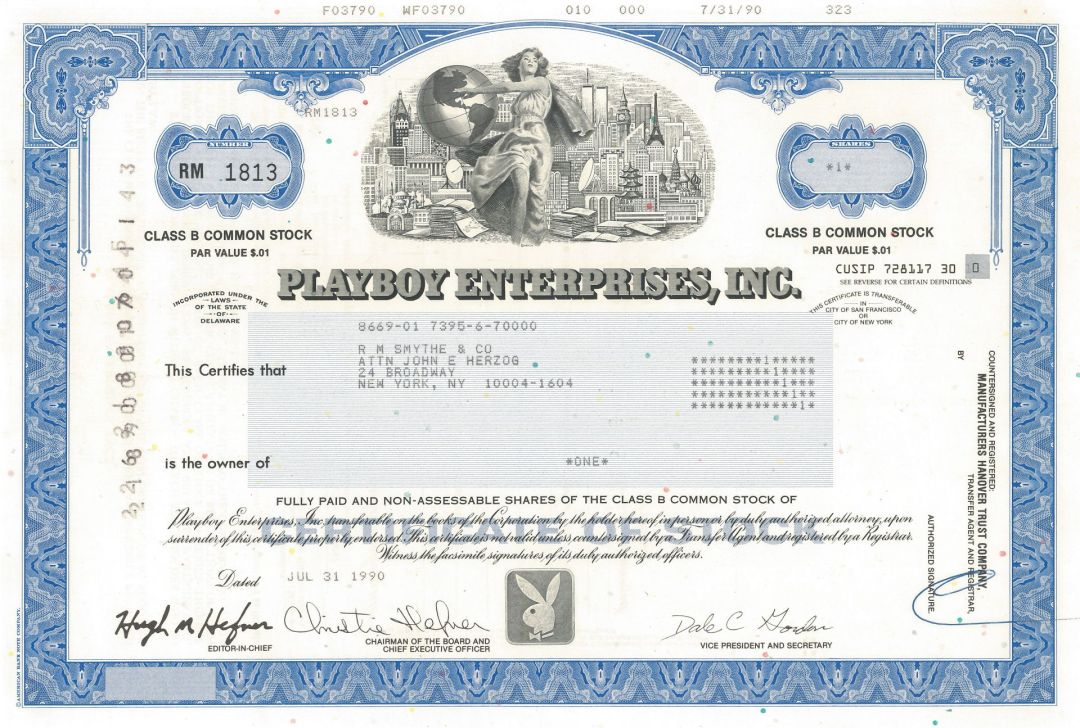 F03790 WF03790 010 000 7/31/90 323
RM1813
NUMBER
RM 1813
SHARES
*1*
CLASS B COMMON STOCK
PAR VALUE $.01
CLASS B COMMON STOCK
PAR VALUE $.01
CUSIP 728117 30 0
SEE REVERSE FOR CERTAIN DEFINITIONS
PLAYBOY ENTERPRISES, INC.
INCORPORATED UNDER THE
LAWS
OF THE STATE
OF
DELAWARE
THIS CERTIFICATE IS TRANSFERABLE
IN
CITY OF SAN FRANCISCO
OR
CITY OF NEW YORK
8669-01 7395-6-70000
This Certifies that
R M SMYTHE & CO
ATTN JOHN E HERZOG
24 BROADWAY
NEW YORK, NY 10004-1604
********1*****
*********1****
**********1***
***********1**
************1*
is the owner of
*ONE*
FULLY PAID AND NON-ASSESSABLE SHARES OF THE CLASS B COMMON STOCK OF
Playboy Enterprises, Inc, transferable on the books of the Corporation by the holder hereof in person or by duly authorized attorney, upon
surrender of this certificate properly endorsed. This certificate is not valid unless countersigned by a Transfer Agent and registered by a Registrar.
Witness the facsimile signatures of its duly authorized officers.
Dated JUL 31 1990
Hugh M Hefner
EDITOR-IN-CHIEF
Christie Hefner
CHAIRMAN OF THE BOARD AND
CHIEF EXECUTIVE OFFICER
Dale C Gordon
VICE PRESIDENT AND SECRETARY
COUNTERSIGNED AND REGISTERED:
MANUFACTURERS HANOVER TRUST COMPANY,
TRANSFER AGENT AND REGISTRAR,
BY
AUTHORIZED SIGNATURE.
©AMERICAN BANK NOTE COMPANY.